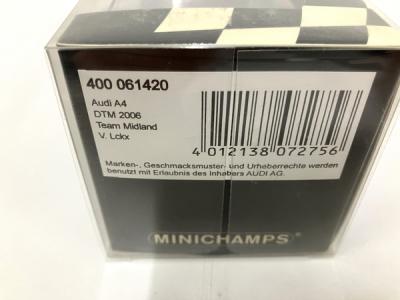 400 061420
Audi A4
DTM 2006
Team Midland
V. Ickx
4 012138 072756
Marken-, Geschmacksmuster- und Urheberrechte werden
benutzt mit Erlaubnis des Inhabers AUDI AG.
MINICHAMPS®